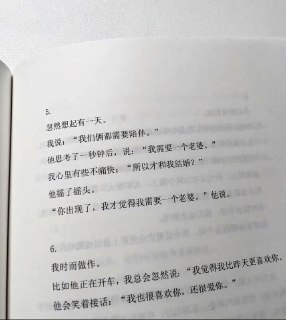 5.
忽然想起有一天。
我说：“我们俩都需要陪伴。”
他思考了一秒钟后，说：“我需要一个老婆。”
我心里有些不痛快：“所以才和我结婚？”
他摇了摇头。
“你出现了，我才觉得我需要一个老婆。”他说。
6.
我时而做作。
比如他正在开车，我总会忽然说：“我觉得我比昨天更喜欢你，
他会笑着接话：“我也很喜欢你，还很爱你。”